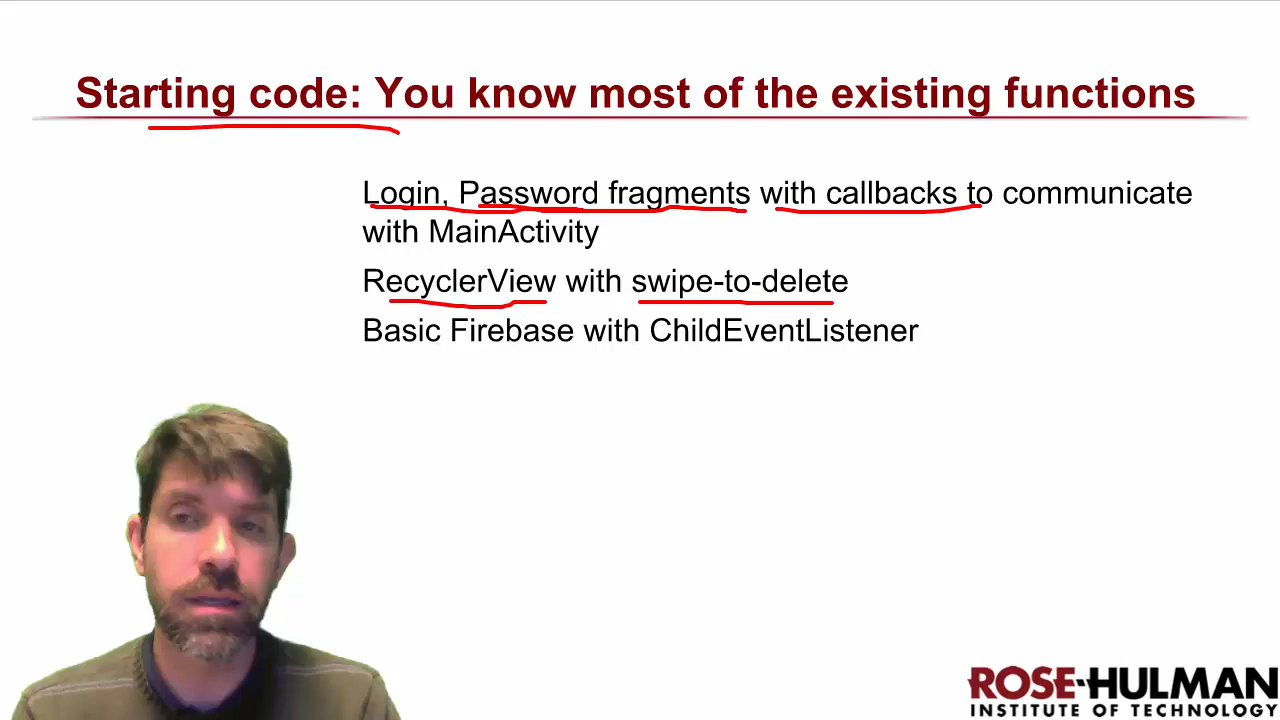 Starting code: You know most of the existing functions
Login, Password fragments with callbacks to communicate
with MainActivity
RecyclerView with swipe-to-delete
Basic Firebase with ChildEventListener
ROSE-HULMAN
INSTITUTE OF TECHNOLOGY